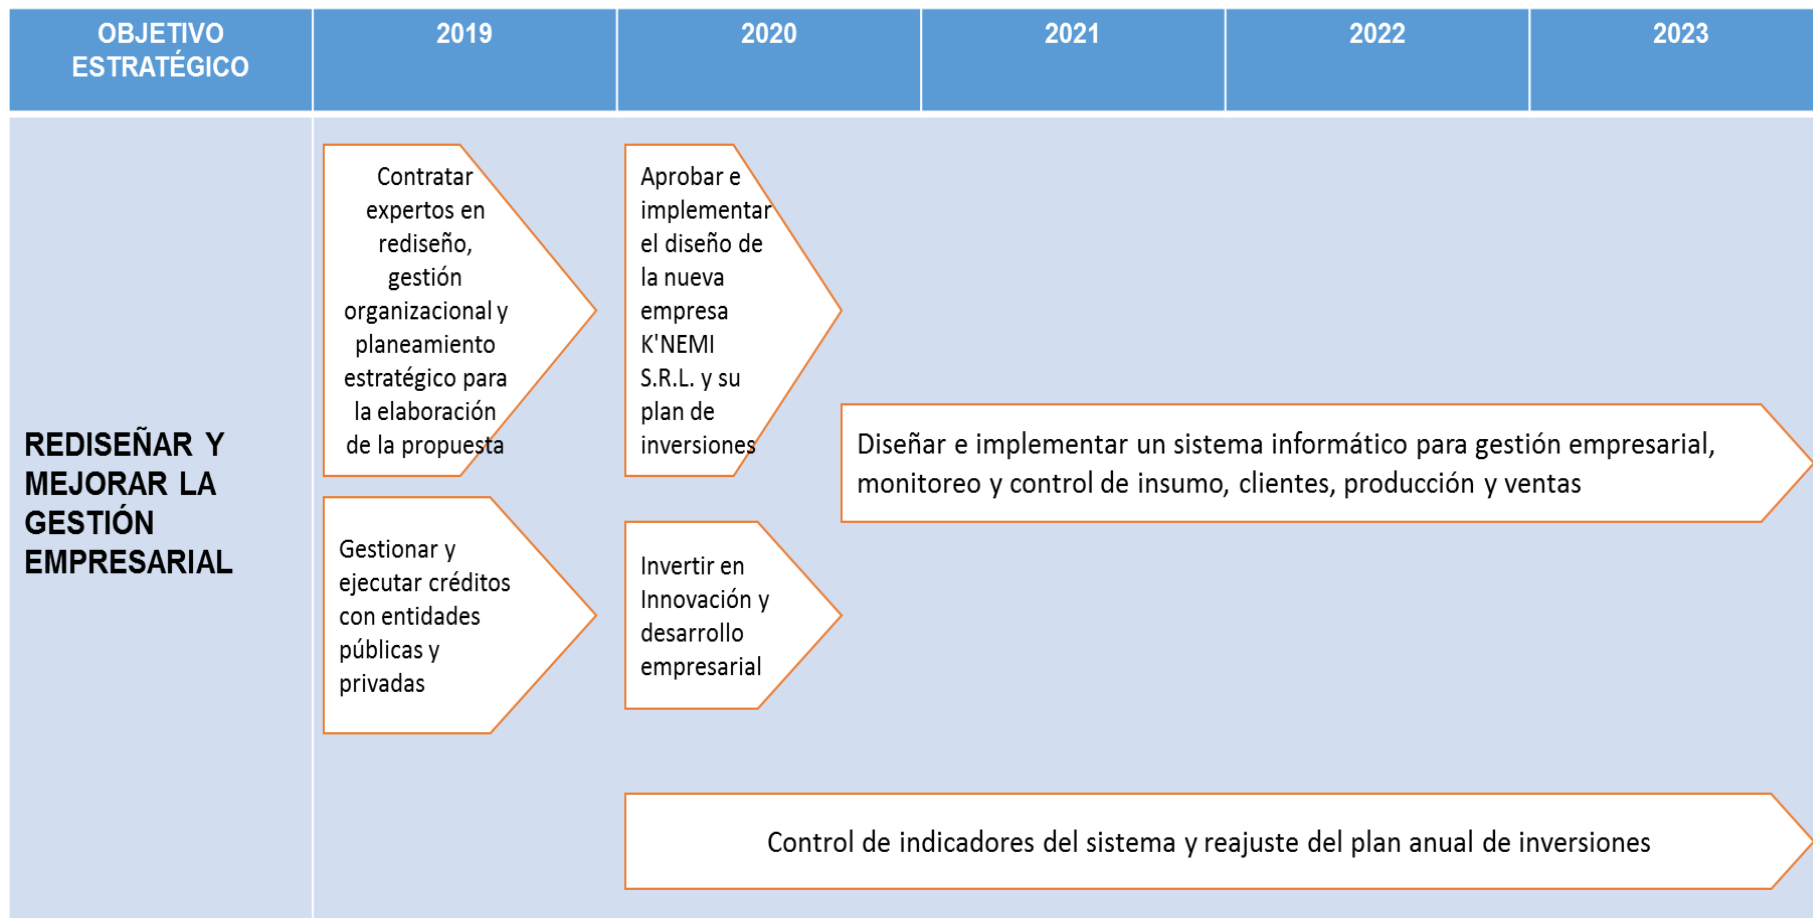 OBJETIVO
ESTRATÉGICO
2019
2020
2021
2022
2023
REDISEÑAR Y
MEJORAR LA
GESTIÓN
EMPRESARIAL
Contratar
expertos en
rediseño,
gestión
organizacional y
planeamiento
estratégico para
la elaboración
de la propuesta
Gestionar y
ejecutar créditos
con entidades
públicas y
privadas
Aprobar e
implementar
el diseño de
la nueva
empresa
K'NEMI
S.R.L. y su
plan de
inversiones
Invertir en
Innovación y
desarrollo
empresarial
Diseñar e implementar un sistema informático para gestión empresarial,
monitoreo y control de insumo, clientes, producción y ventas
Control de indicadores del sistema y reajuste del plan anual de inversiones